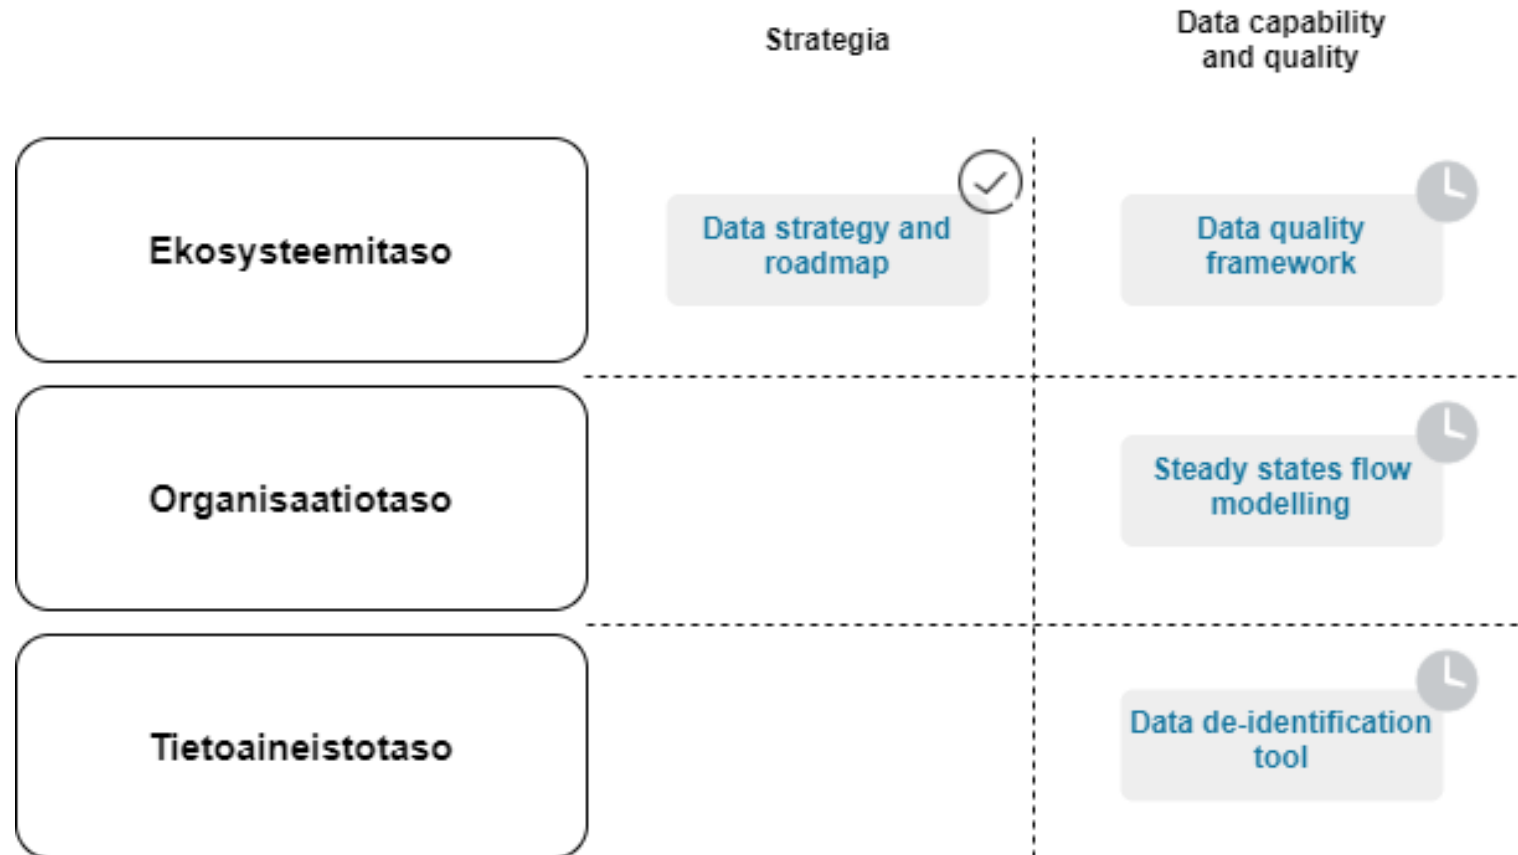 Strategia
Data capability
and quality
Ekosysteemitaso
Data strategy and
roadmap
Data quality
framework
Organisaatiotaso
Steady states flow
modelling
Tietoaineistotaso
Data de-identification
tool